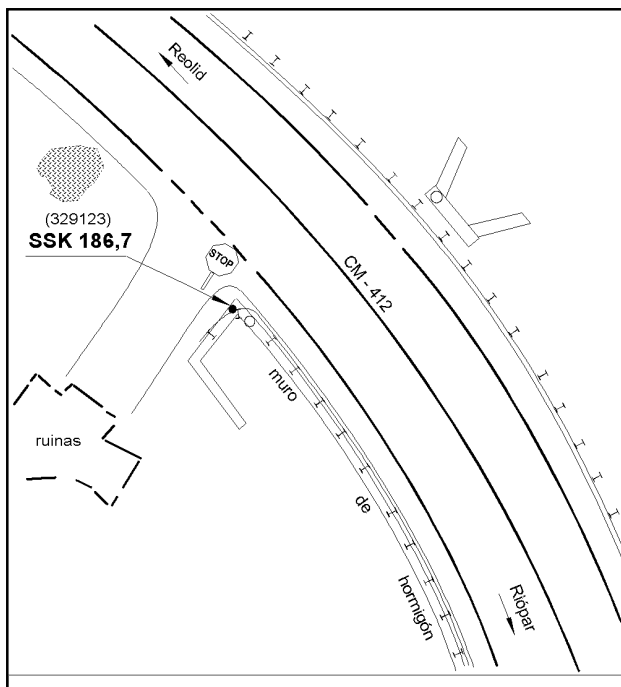 Reolid
(329123)
SSK 186,7
STOP
CM - 412
muro
de
hormigón
ruinas
Riópar